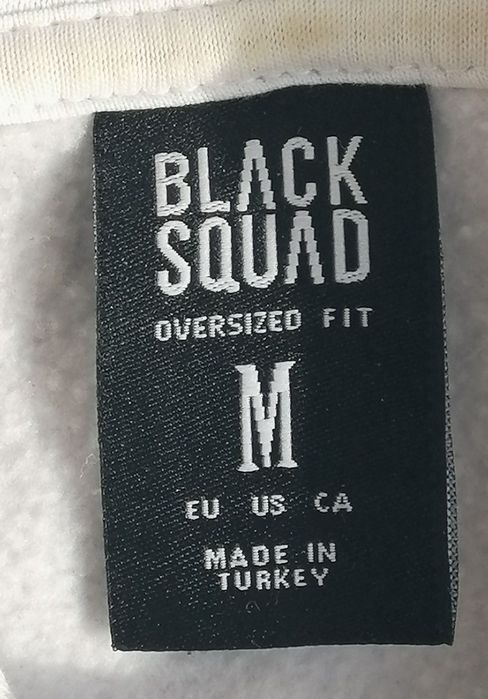 BLACK
SQUAD
OVERSIZED FIT
M
EU US CA
MADE IN
TURKEY